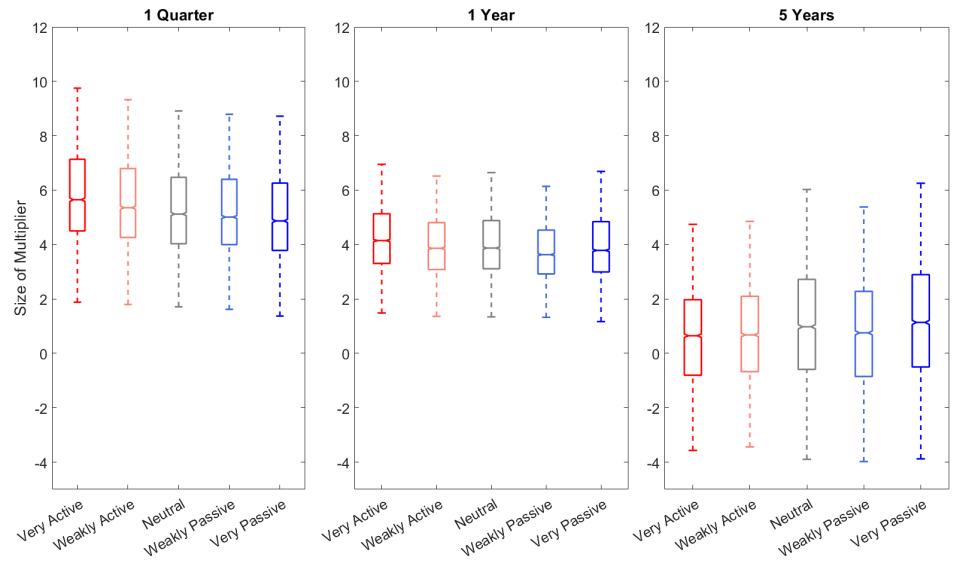 1 Quarter
1 Year
5 Years
Size of Multiplier
12
10
8
6
4
2
0
-2
-4
Very Active
Weakly Active
Neutral
Weakly Passive
Very Passive
12
10
8
6
4
2
0
-2
-4
Very Active
Weakly Active
Neutral
Weakly Passive
Very Passive
12
10
8
6
4
2
0
-2
-4
Very Active
Weakly Active
Neutral
Weakly Passive
Very Passive